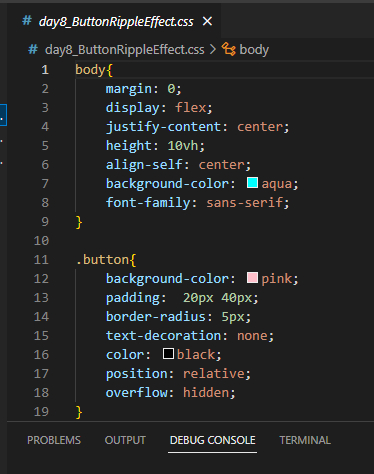 # day8_ButtonRippleEffect.css ×
# day8_ButtonRippleEffect.css > body
1 body{
2 margin: 0;
3 display: flex;
4 justify-content: center;
5 height: 10vh;
6 align-self: center;
7 background-color: aqua;
8 font-family: sans-serif;
9 }
10
11 .button{
12 background-color: pink;
13 padding:  20px 40px;
14 border-radius: 5px;
15 text-decoration: none;
16 color: black;
17 position: relative;
18 overflow: hidden;
19 }
PROBLEMS OUTPUT DEBUG CONSOLE TERMINAL